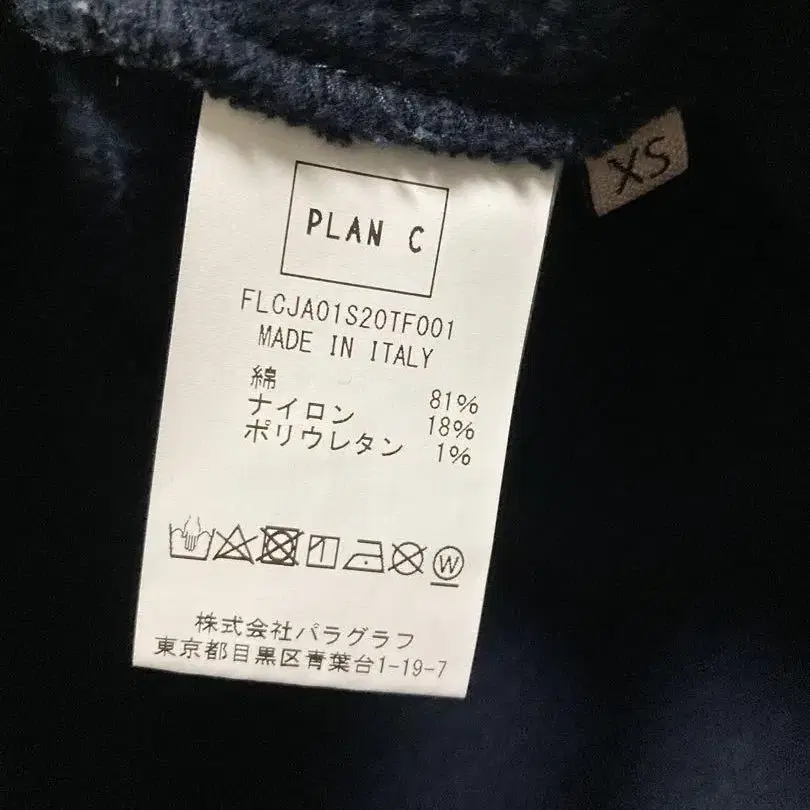 PLAN C
XS
FLCJA01S20TF001
MADE IN ITALY
綿 81%
ナイロン 18%
ポリウレタン 1%
W
株式会社パラグラフ
東京都目黒区青葉台1-19-7